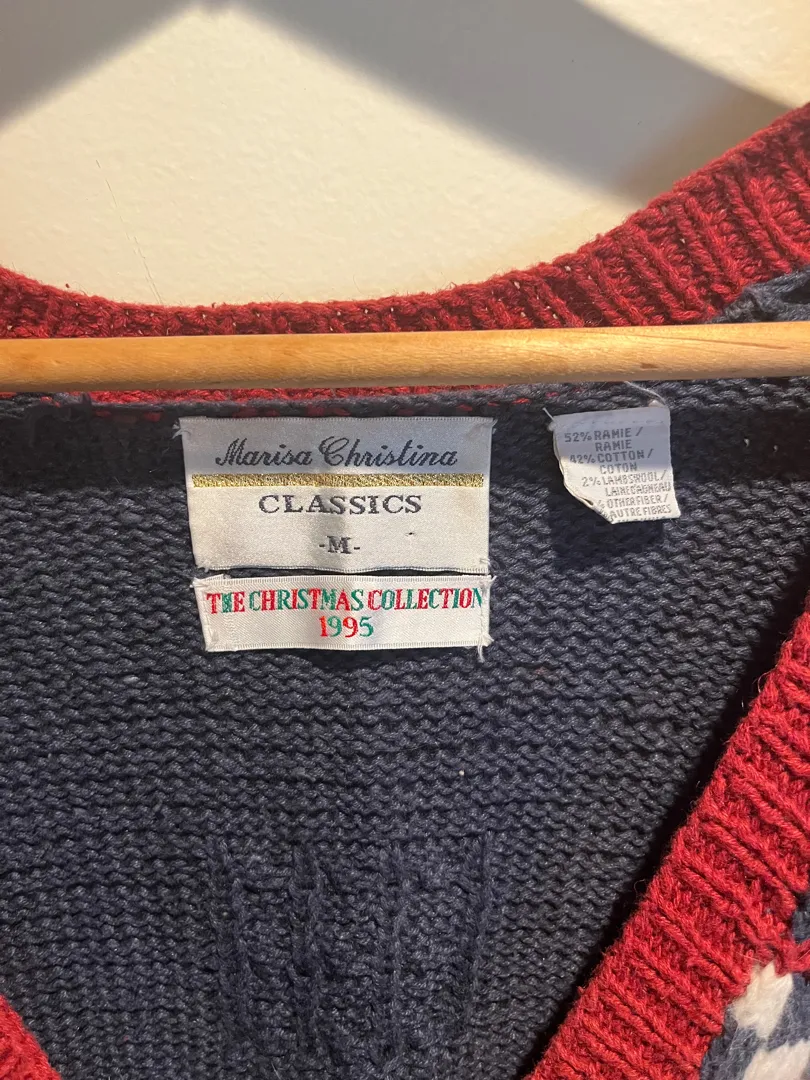 Marisa Christina
CLASSICS
-M-
THE CHRISTMAS COLLECTION
1995
52% RAMIE /
RAMIE
42% COTTON /
COTON
2% LAMBSWOOL /
LAINE D'AGNEAU
% OTHER FIBER /
AUTRE FIBRES